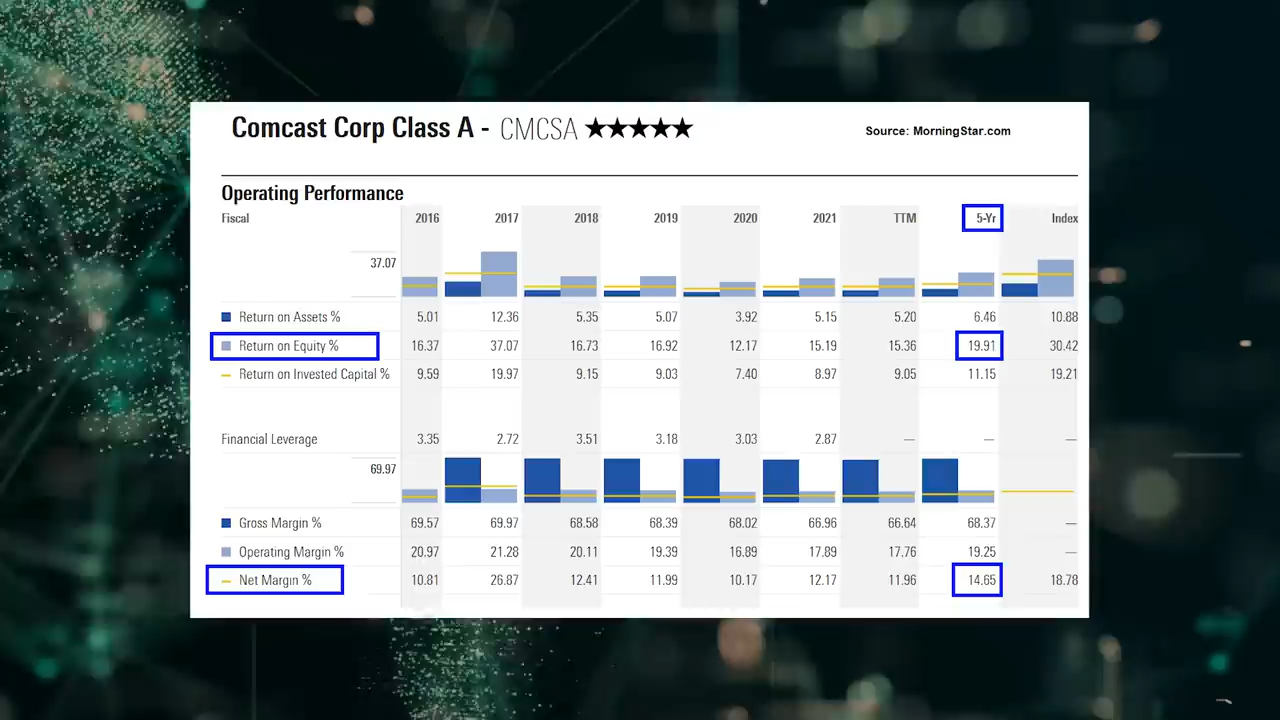 Comcast Corp Class A - CMCSA ★★★★★
Source: MorningStar.com
Operating Performance
Fiscal 2016 2017 2018 2019 2020 2021 TTM 5-Yr Index
37.07
Return on Assets % 5.01 12.36 5.35 5.07 3.92 5.15 5.20 6.46 10.88
Return on Equity % 16.37 37.07 16.73 16.92 12.17 15.19 15.36 19.91 30.42
Return on Invested Capital % 9.59 19.97 9.15 9.03 7.40 8.97 9.05 11.15 19.21
Financial Leverage 3.35 2.72 3.51 3.18 3.03 2.87 — — —
69.97
Gross Margin % 69.57 69.97 68.58 68.39 68.02 66.96 66.64 68.37 —
Operating Margin % 20.97 21.28 20.11 19.39 16.89 17.89 17.76 19.25 —
Net Margin % 10.81 26.87 12.41 11.99 10.17 12.17 11.96 14.65 18.78